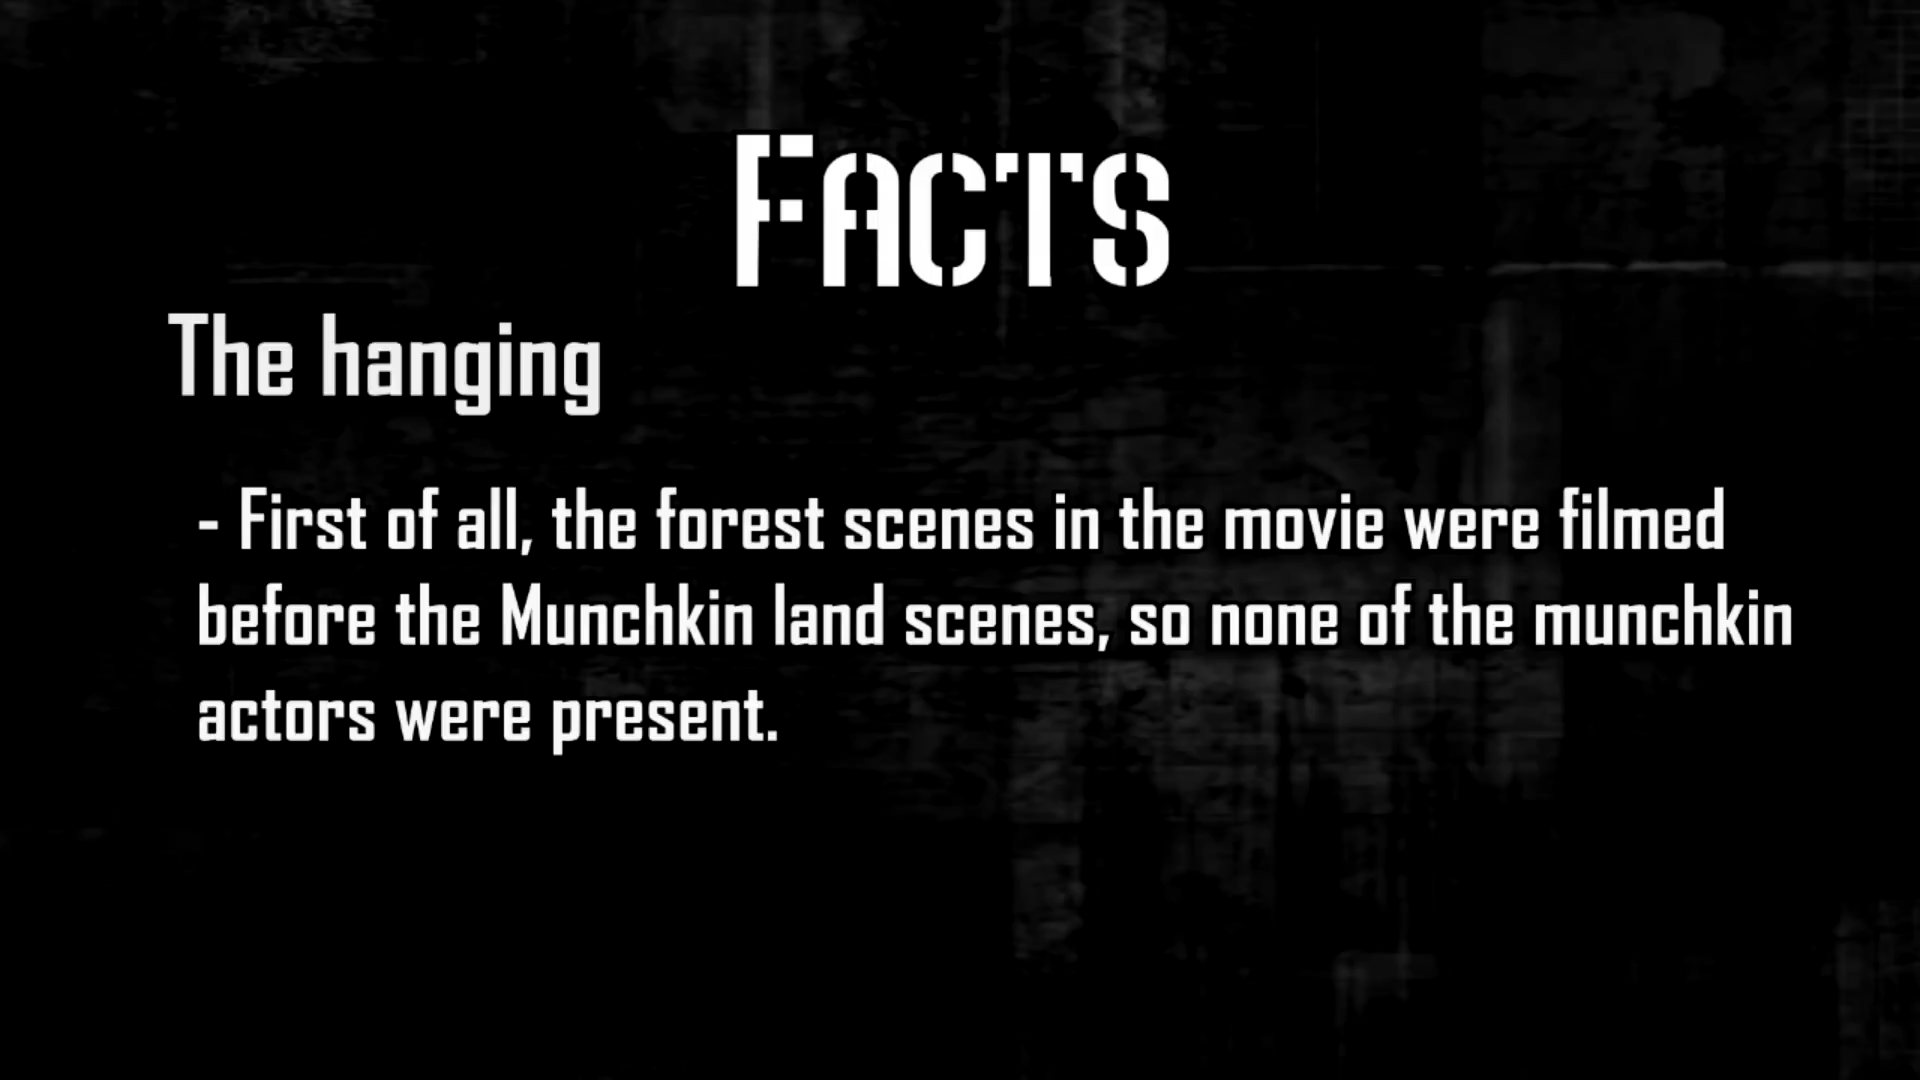 Facts
The hanging
- First of all, the forest scenes in the movie were filmed
before the Munchkin land scenes, so none of the munchkin
actors were present.